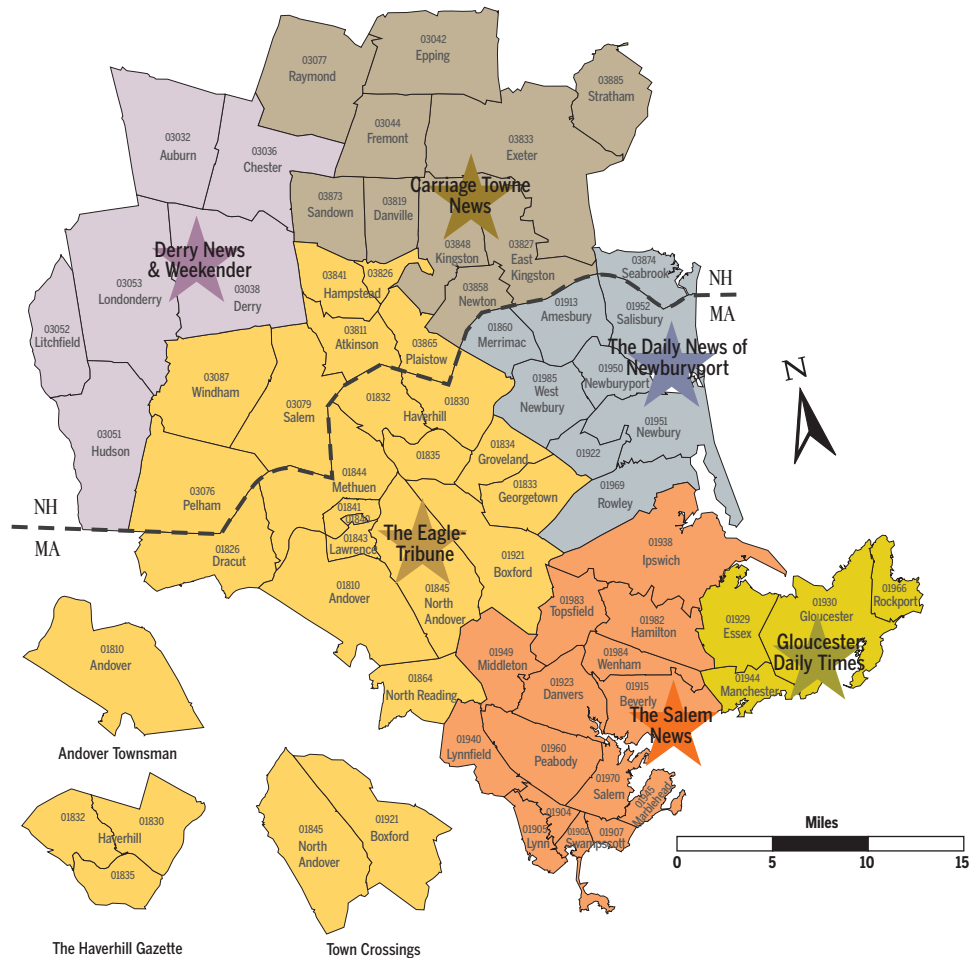 03042
Epping
03077
Raymond
03885
Stratham
03044
Fremont
03833
Exeter
03032
Auburn
03036
Chester
03873
Sandown
03819
Danville
Carriage Towne
News
03848
Kingston
03827
East
Kingston
Derry News
& Weekender
03053
Londonderry
03038
Derry
03052
Litchfield
03841
03826
Hampstead
03858
Newton
03874
Seabrook
NH
MA
01913
Amesbury
01952
Salisbury
03811
Atkinson
03865
Plaistow
01860
Merrimac
The Daily News of
Newburyport
01950
Newburyport
01985
West
Newbury
03087
Windham
03079
Salem
01832
01830
Haverhill
N
01951
Newbury
03051
Hudson
01835
01834
Groveland
01922
01844
Methuen
01833
Georgetown
01969
Rowley
03076
Pelham
NH
MA
01841
01840
01843
Lawrence
The Eagle-
Tribune
01826
Dracut
01810
Andover
01845
North
Andover
01921
Boxford
01938
Ipswich
01983
Topsfield
01982
Hamilton
01929
Essex
01930
Gloucester
01966
Rockport
Gloucester
Daily Times
01944
Manchester
01949
Middleton
01984
Wenham
01864
North Reading
01923
Danvers
01915
Beverly
The Salem
News
01940
Lynnfield
01960
Peabody
01970
Salem
01945
Marblehead
01904
01905
Lynn
01902
01907
Swampscott
Miles
0
5
10
15
01810
Andover
Andover Townsman
01832
01830
Haverhill
01835
The Haverhill Gazette
01845
North
Andover
01921
Boxford
Town Crossings